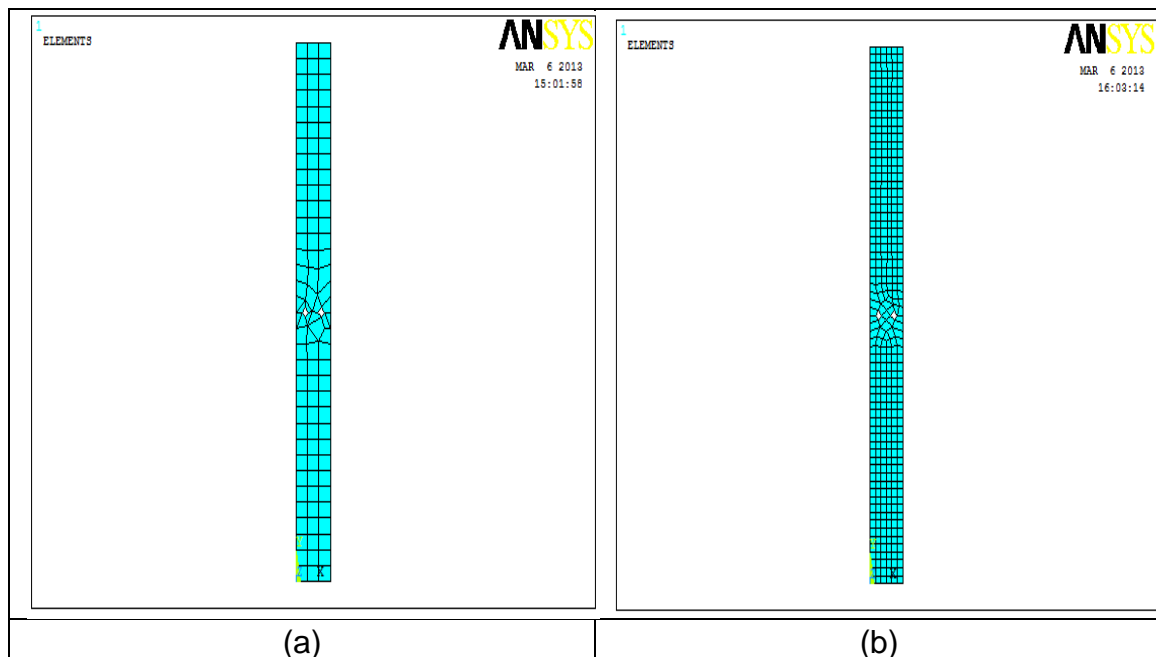 1
ELEMENTS
ANSYS
MAR 6 2013
15:01:58
Y
Z X
(a)
1
ELEMENTS
ANSYS
MAR 6 2013
16:03:14
X
(b)